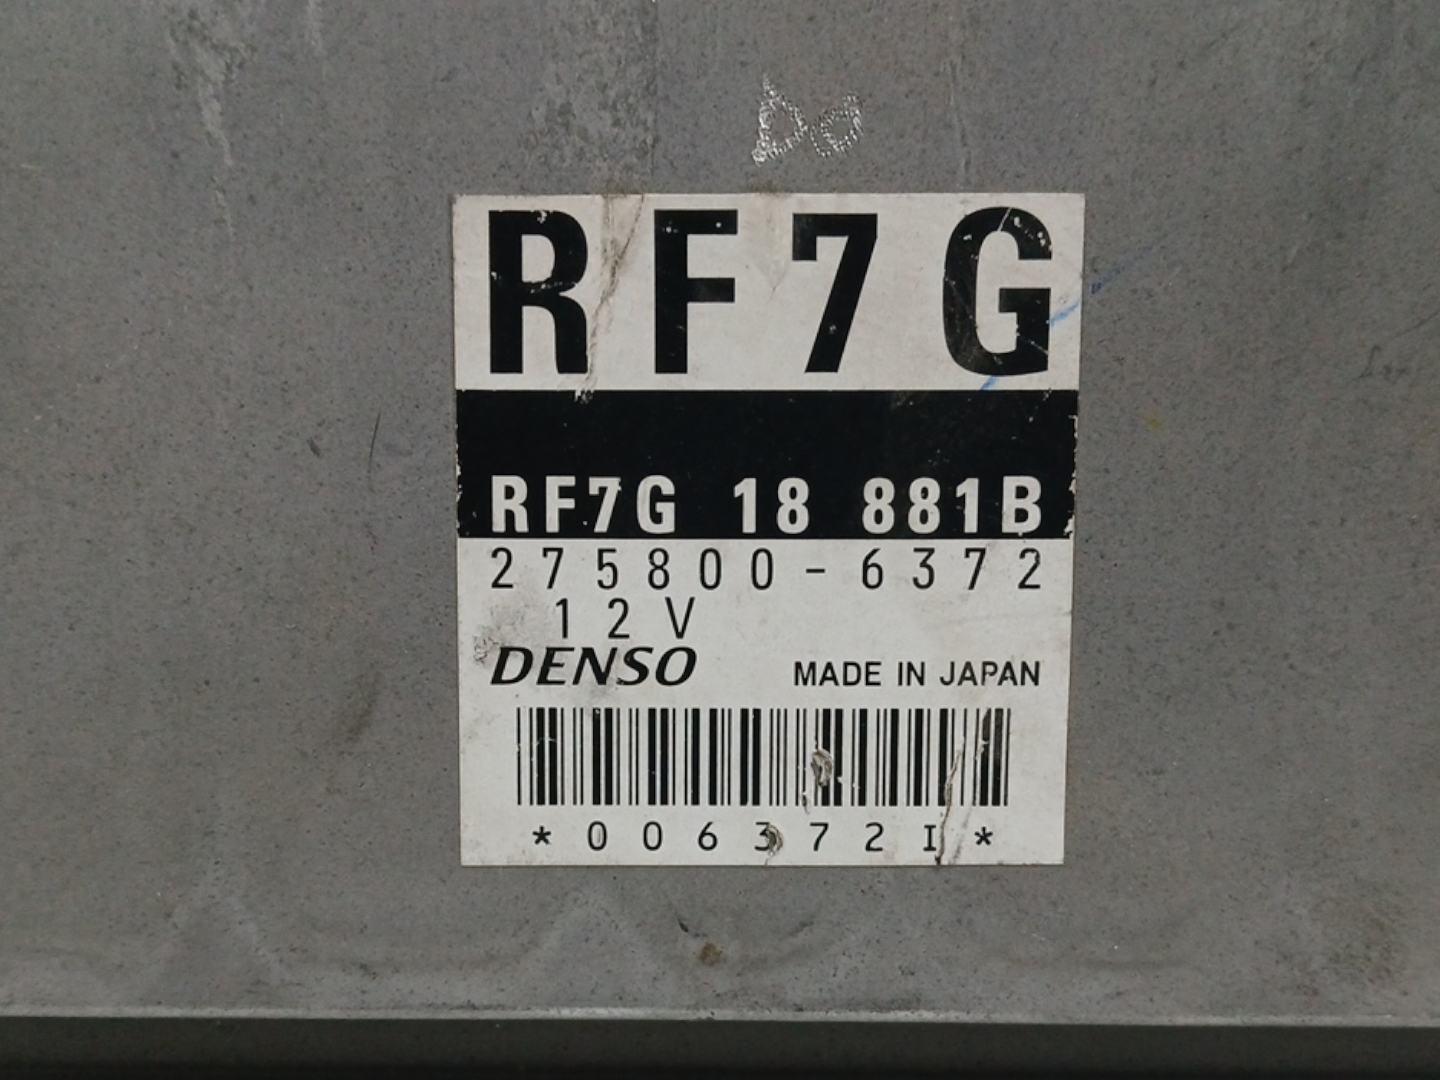 RF7G
RF7G 18 881B
275800-6372
12V
DENSO
MADE IN JAPAN
*006372I*